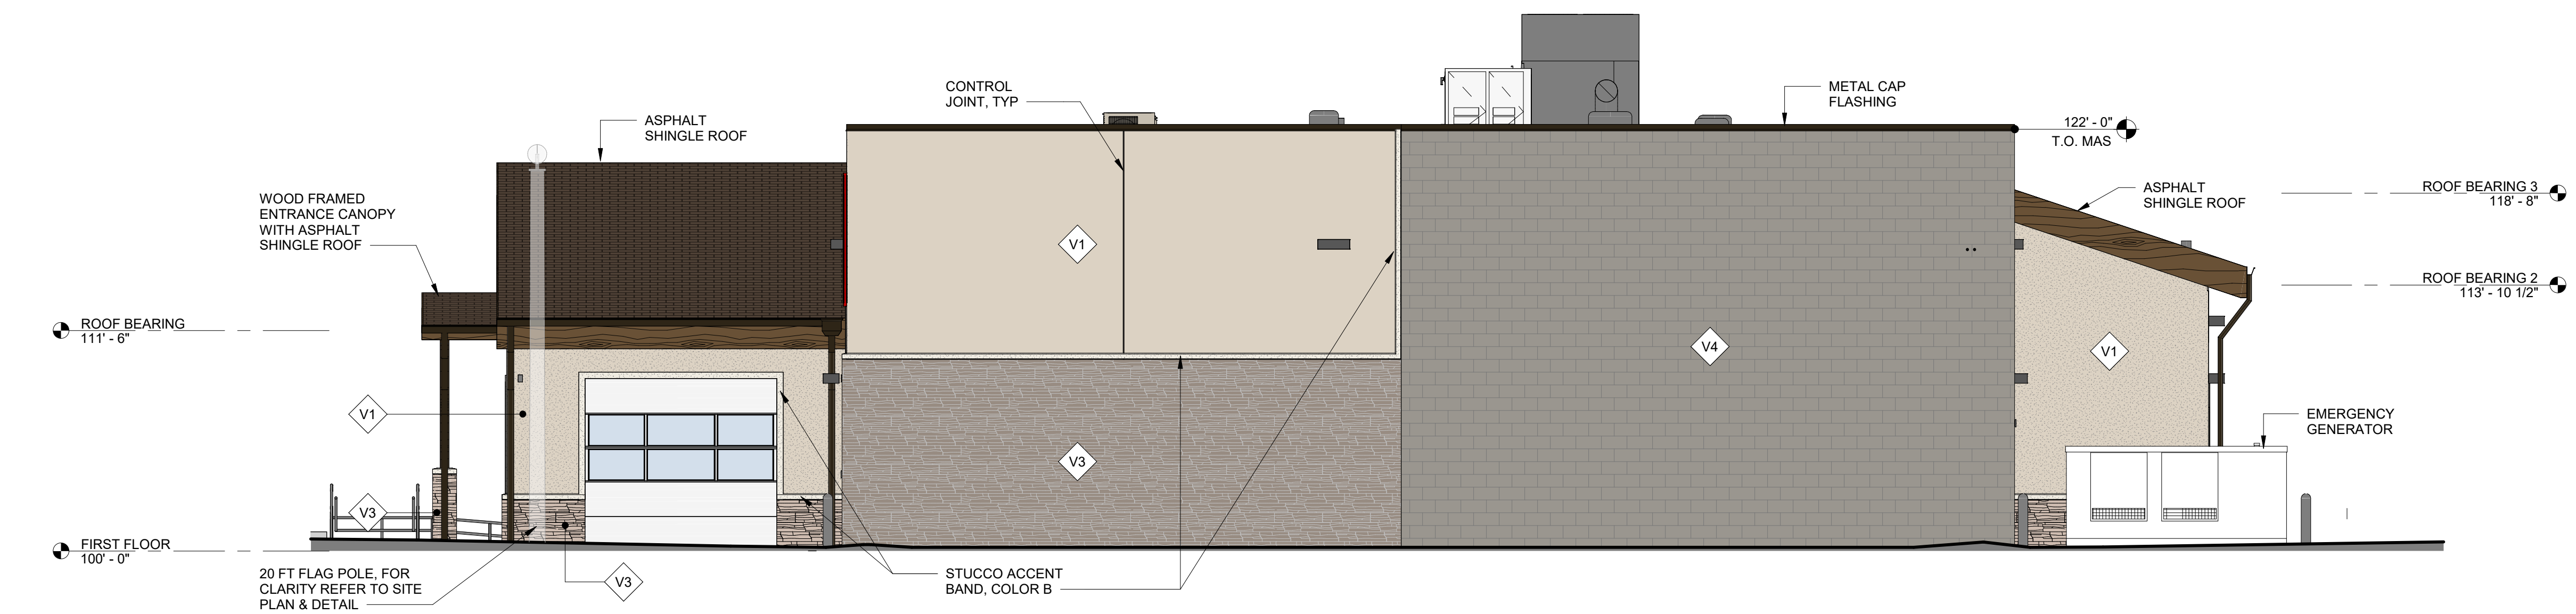 CONTROL
JOINT, TYP
METAL CAP
FLASHING
ASPHALT
SHINGLE ROOF
122' - 0"
T.O. MAS
WOOD FRAMED
ENTRANCE CANOPY
WITH ASPHALT
SHINGLE ROOF
ASPHALT
SHINGLE ROOF
ROOF BEARING 3
118' - 8"
V1
ROOF BEARING 2
113' - 10 1/2"
ROOF BEARING
111' - 6"
V4
V1
V1
EMERGENCY
GENERATOR
V3
V3
FIRST FLOOR
100' - 0"
20 FT FLAG POLE, FOR
CLARITY REFER TO SITE
PLAN & DETAIL
V3
STUCCO ACCENT
BAND, COLOR B